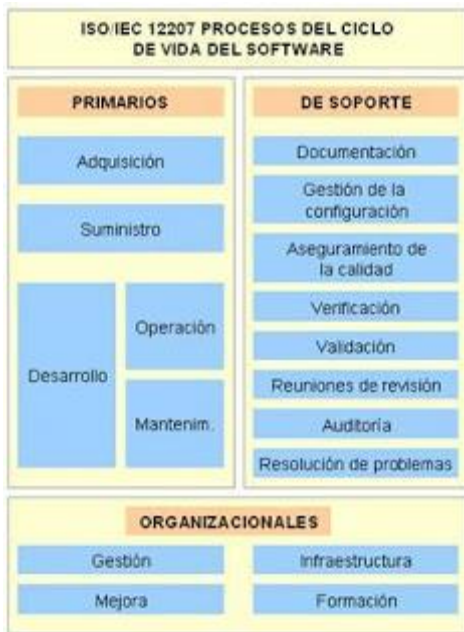 ISO/IEC 12207 PROCESOS DEL CICLO
DE VIDA DEL SOFTWARE
PRIMARIOS
Adquisición
Suministro
Desarrollo
Operación
Mantenim.
DE SOPORTE
Documentación
Gestión de la
configuración
Aseguramiento de
la calidad
Verificación
Validación
Reuniones de revisión
Auditoría
Resolución de problemas
ORGANIZACIONALES
Gestión
Infraestructura
Mejora
Formación